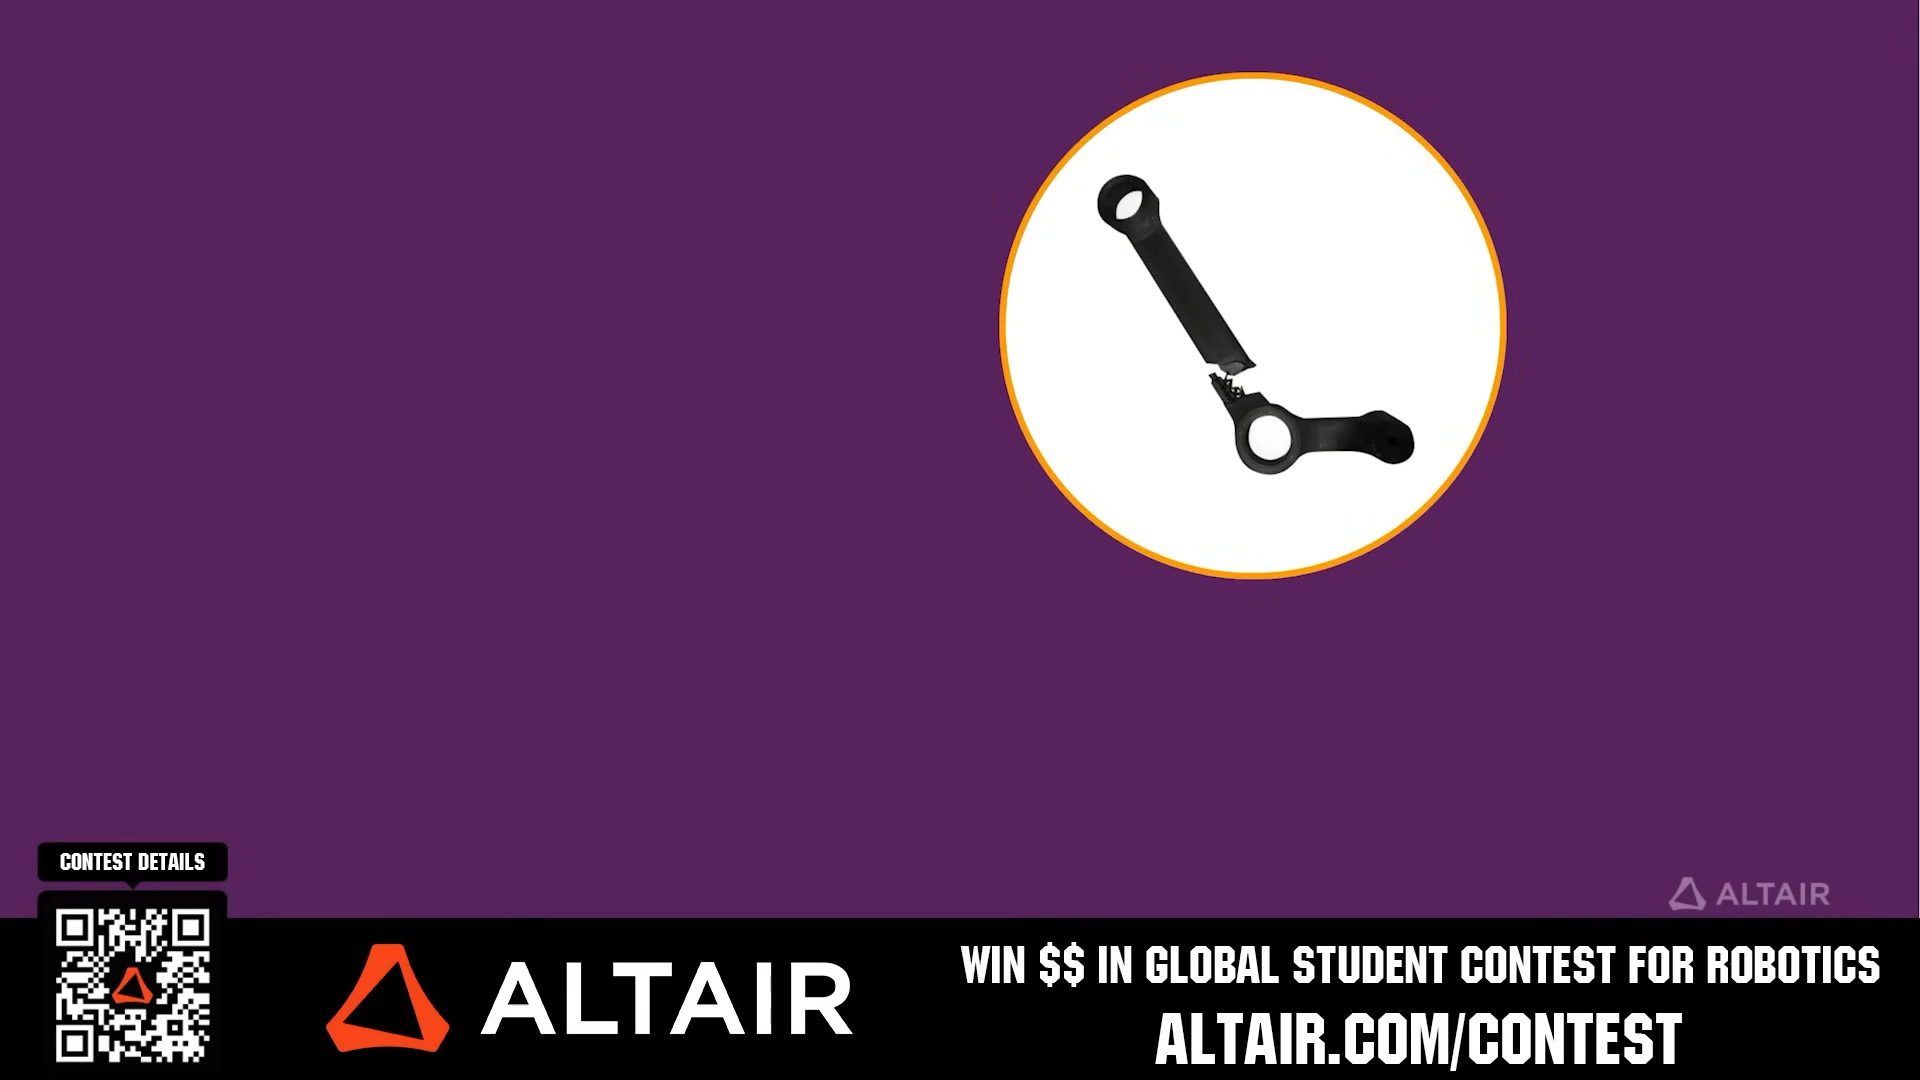 ALTAIR
CONTEST DETAILS
ALTAIR
WIN $$ IN GLOBAL STUDENT CONTEST FOR ROBOTICS
ALTAIR.COM/CONTEST